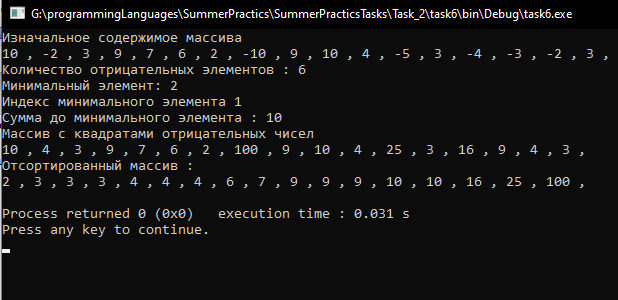 G:\programmingLanguages\SummerPractics\SummerPracticsTasks\Task_2\task6\bin\Debug\task6.exe
Изначальное содержимое массива
10 , -2 , 3 , 9 , 7 , 6 , 2 , -10 , 9 , 10 , 4 , -5 , 3 , -4 , -3 , -2 , 3 ,
Количество отрицательных элементов : 6
Минимальный элемент: 2
Индекс минимального элемента 1
Сумма до минимального элемента : 10
Массив с квадратами отрицательных чисел
10 , 4 , 3 , 9 , 7 , 6 , 2 , 100 , 9 , 10 , 4 , 25 , 3 , 16 , 9 , 4 , 3 ,
Отсортированный массив :
2 , 3 , 3 , 3 , 4 , 4 , 4 , 6 , 7 , 9 , 9 , 9 , 10 , 10 , 16 , 25 , 100 ,
Process returned 0 (0x0)   execution time : 0.031 s
Press any key to continue.